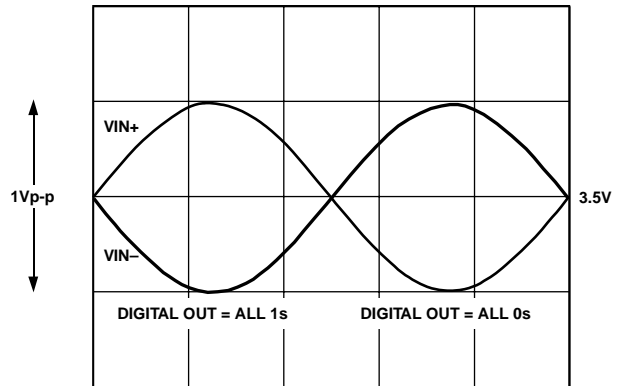 VIN+
1Vp-p
3.5V
VIN–
DIGITAL OUT = ALL 1s
DIGITAL OUT = ALL 0s